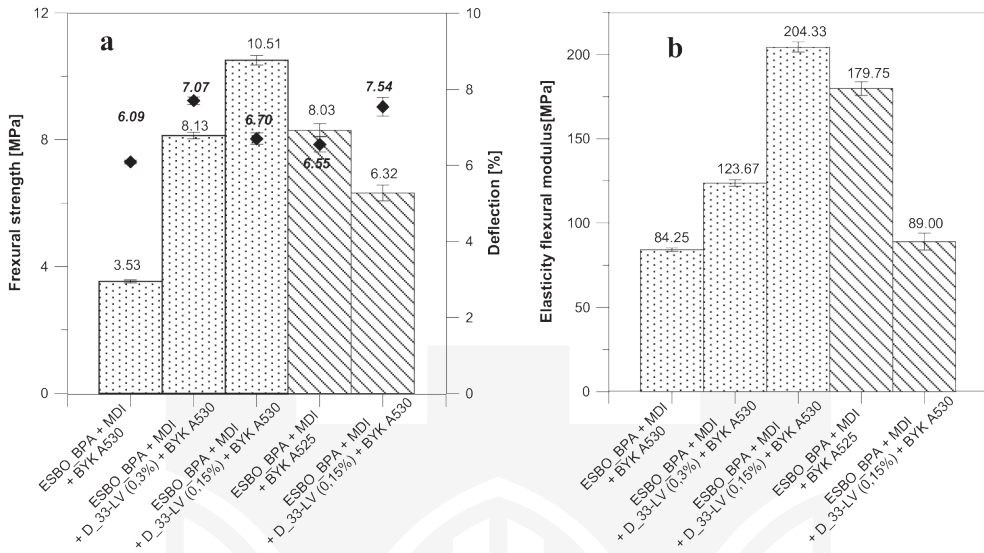 12
8
4
0
Frexural strength [MPa]
a
3.53
8.13
10.51
8.03
6.32
6.09
7.07
6.70
6.55
7.54
10
8
6
4
2
0
Deflection [%]
ESBO_BPA + MDI
+ BYK A530
ESBO_BPA + MDI
+ D_33-LV (0,3%) + BYK A530
ESBO_BPA + MDI
+ D_33-LV (0,15%) + BYK A530
ESBO_BPA + MDI
+ BYK A525
ESBO_BPA + MDI
+ D_33-LV (0,15%) + BYK A530
200
150
100
50
0
Elasticity flexural modulus[MPa]
b
84.25
123.67
204.33
179.75
89.00
ESBO_BPA + MDI
+ BYK A530
ESBO_BPA + MDI
+ D_33-LV (0,3%) + BYK A530
ESBO_BPA + MDI
+ D_33-LV (0,15%) + BYK A530
ESBO_BPA + MDI
+ BYK A525
ESBO_BPA + MDI
+ D_33-LV (0,15%) + BYK A530